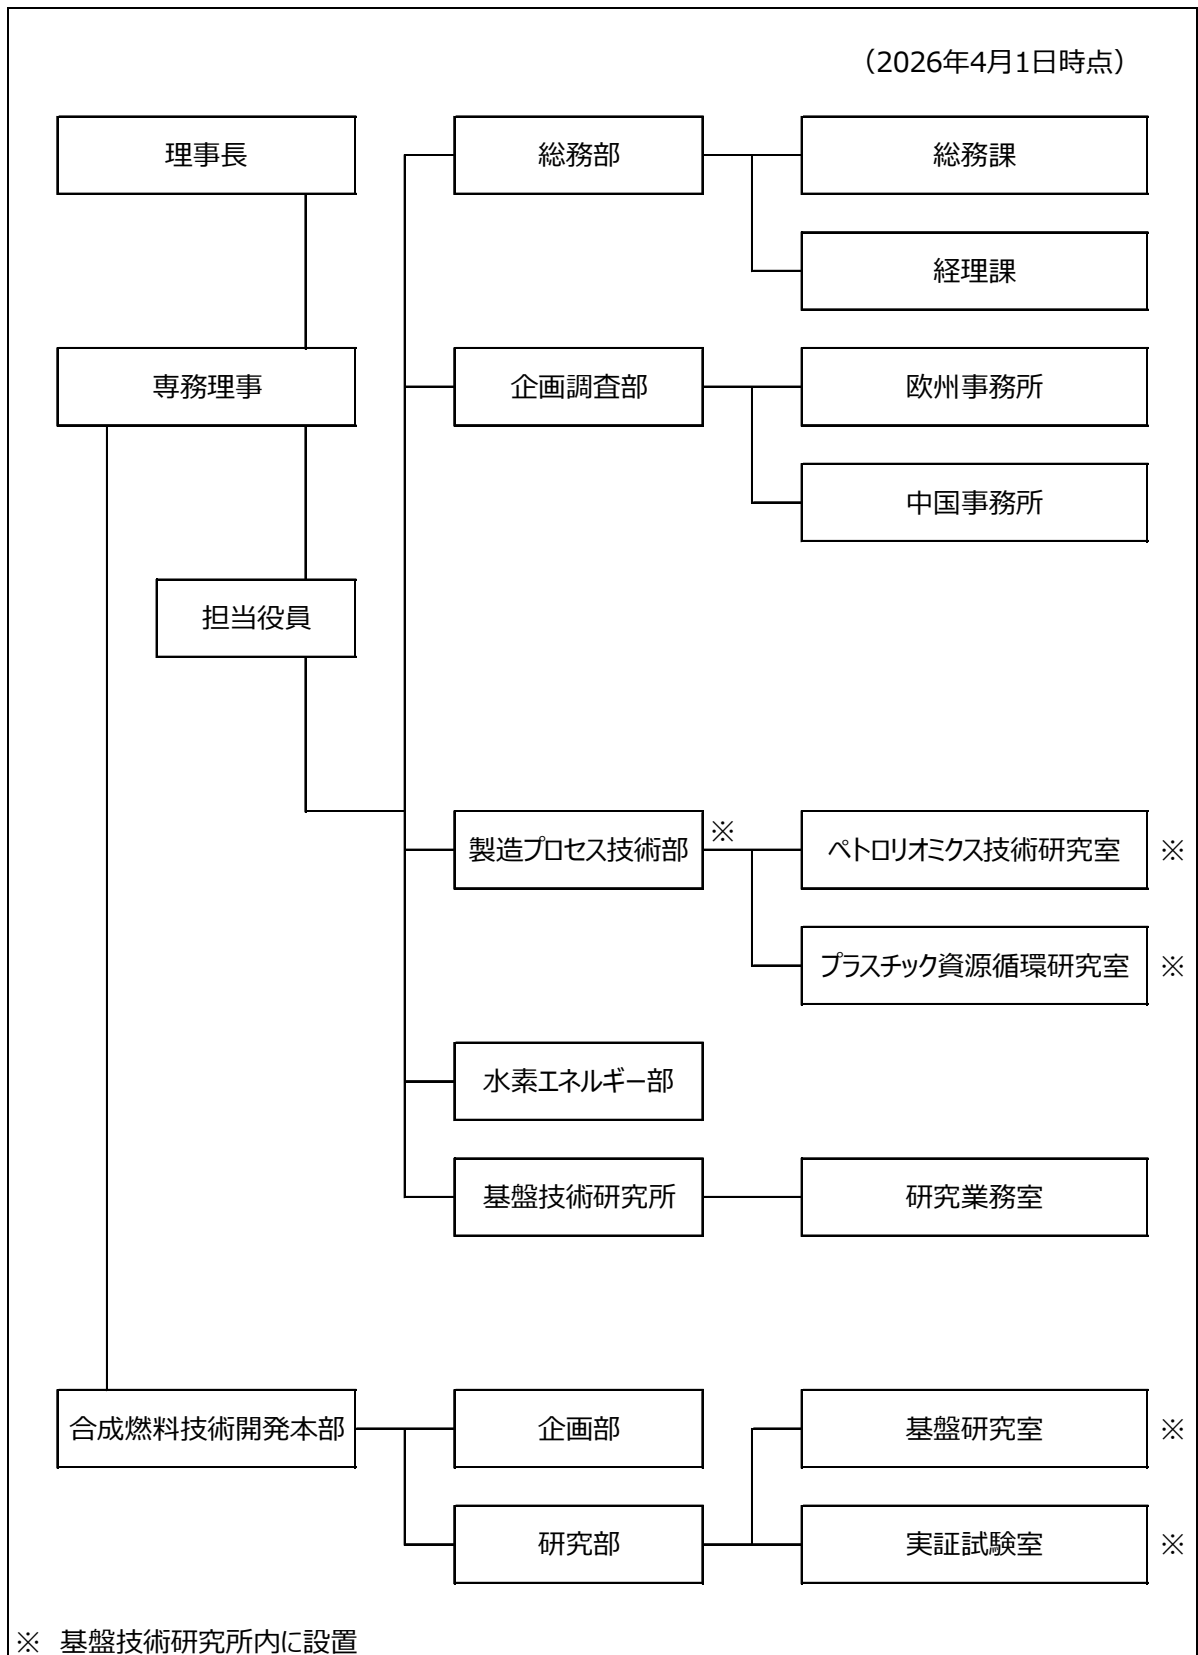 （2026年4月1日時点）
理事長
総務部
総務課
経理課
専務理事
企画調査部
欧州事務所
中国事務所
担当役員
製造プロセス技術部
※
ペトロリオミクス技術研究室
※
プラスチック資源循環研究室
※
水素エネルギー部
基盤技術研究所
研究業務室
合成燃料技術開発本部
企画部
基盤研究室
※
研究部
実証試験室
※
※ 基盤技術研究所内に設置